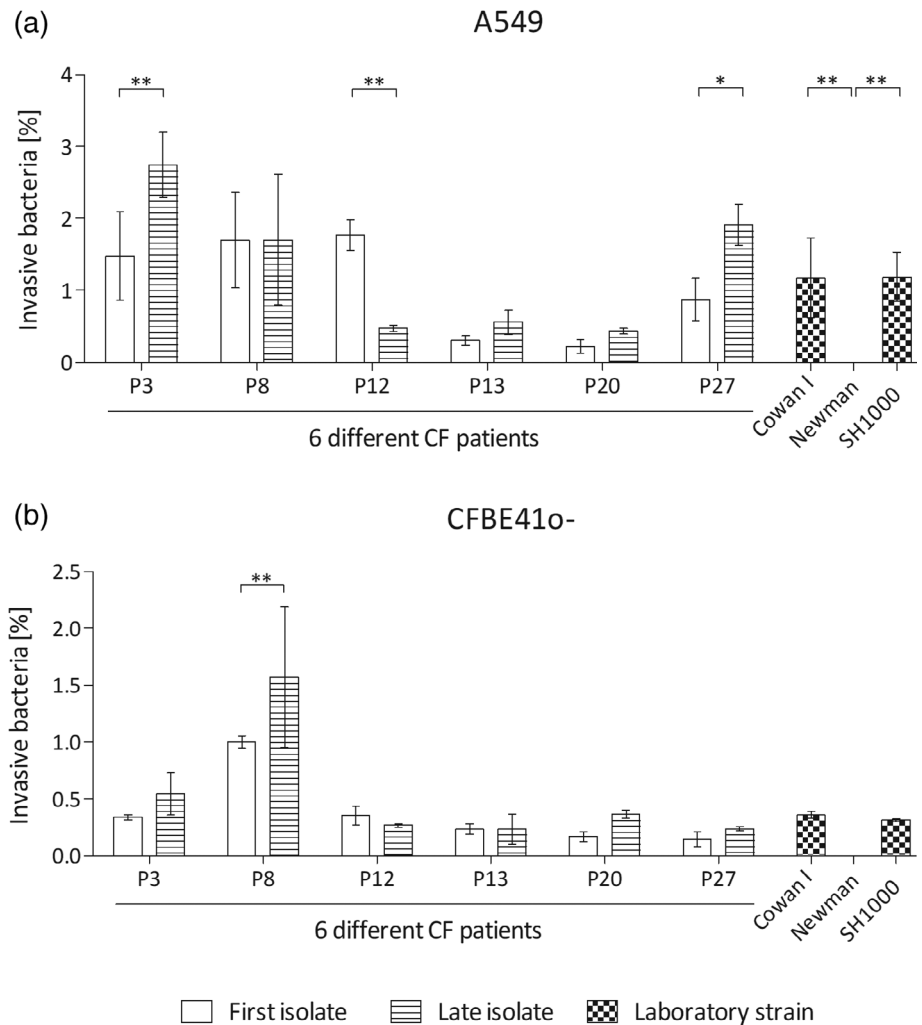 (a)
A549
Invasive bacteria [%]
4
3
2
1
0
** ** * ** **
P3 P8 P12 P13 P20 P27 Cowan I Newman SH1000
6 different CF patients
(b)
CFBE41o-
Invasive bacteria [%]
2.5
2.0
1.5
1.0
0.5
0.0
**
P3 P8 P12 P13 P20 P27 Cowan I Newman SH1000
6 different CF patients
First isolate Late isolate Laboratory strain